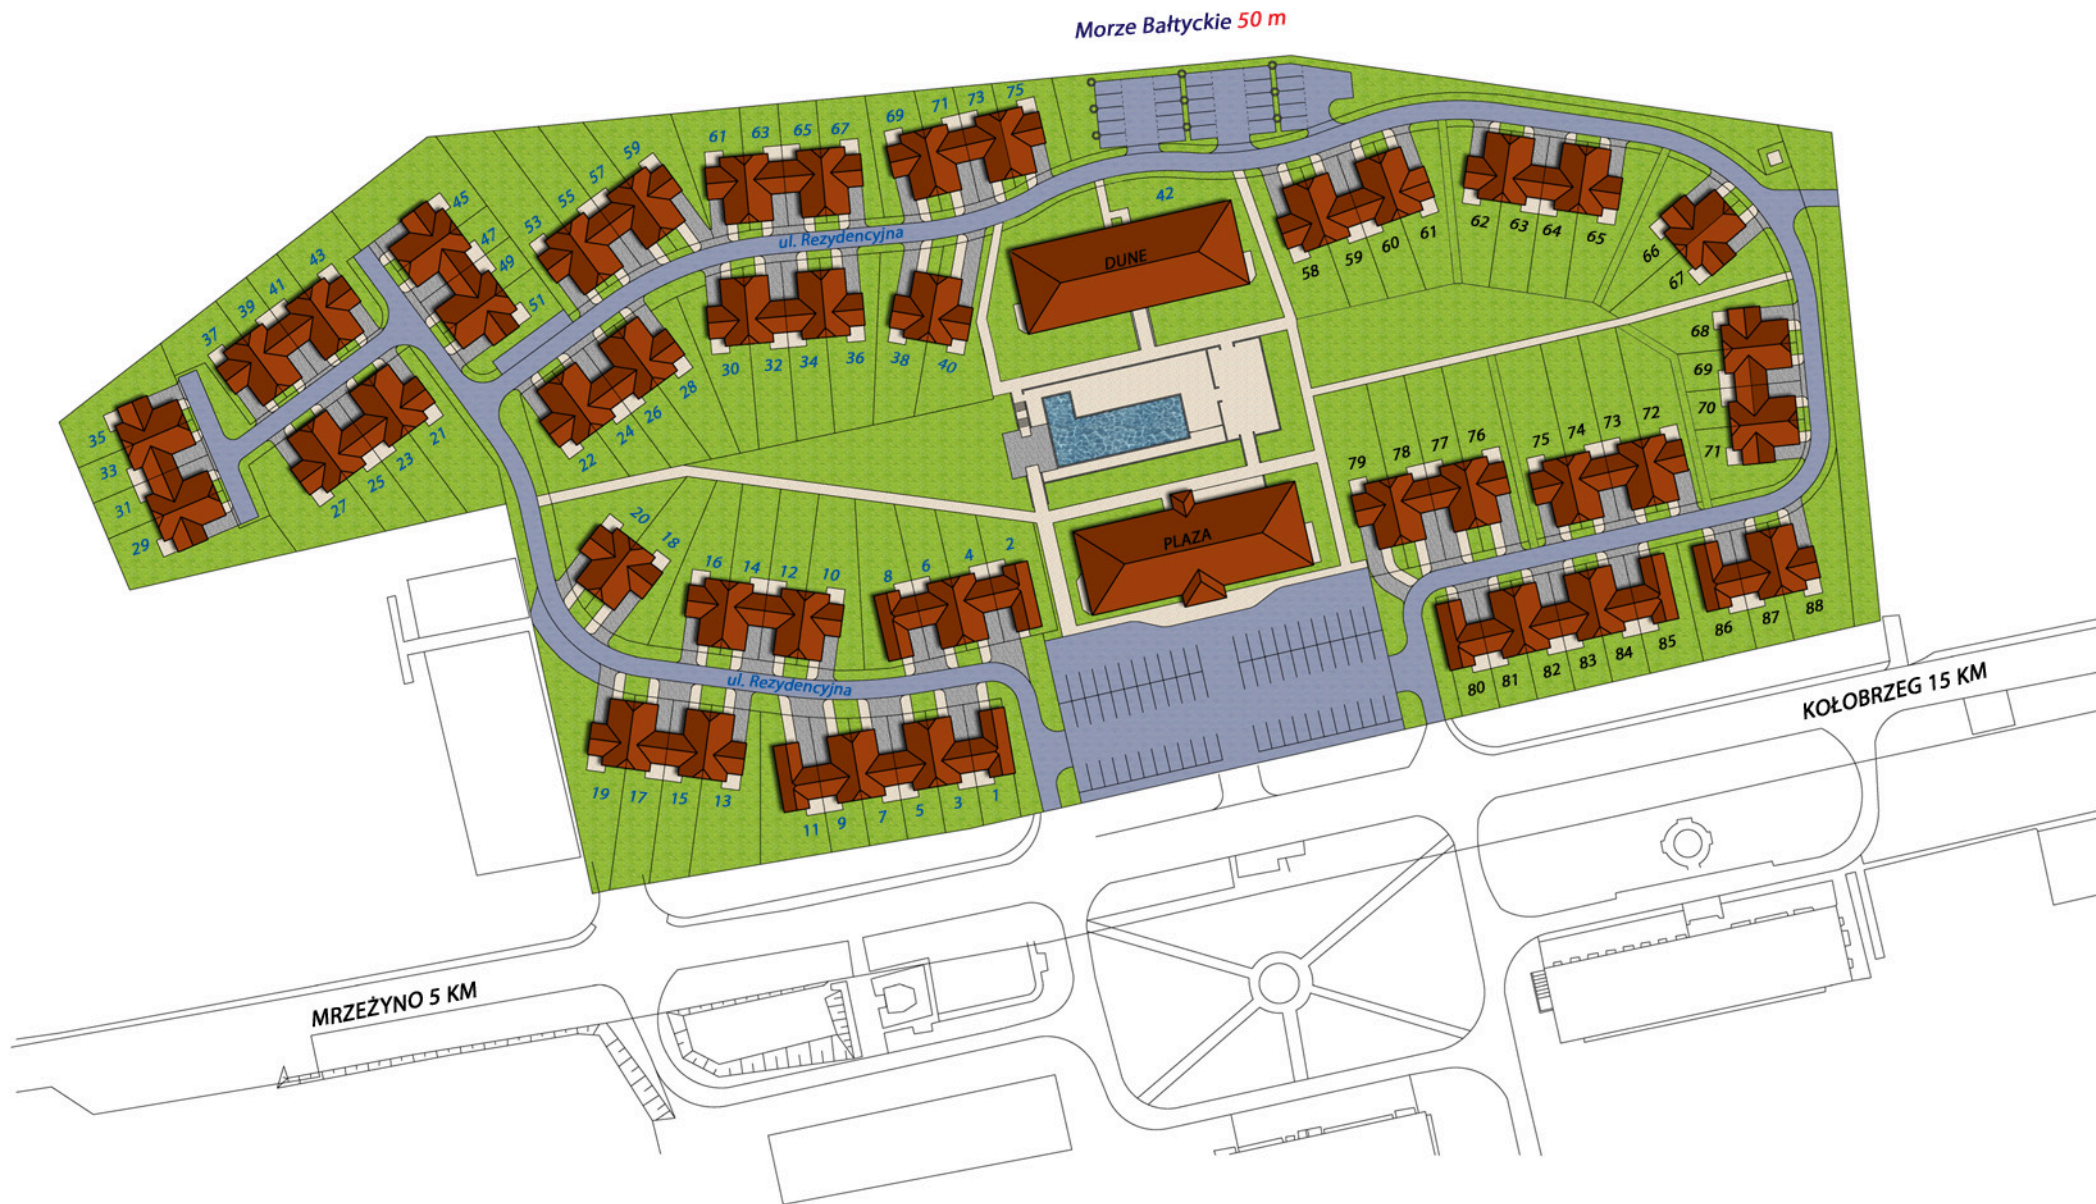 Morze Bałtyckie 50 m
61 63 65 67
69 71 73 75
53 55 57 59
45 47 49 51
37 39 41 43
35 33 31 29
27 25 23 21
22 24 26 28
30 32 34 36
38 40
ul. Rezydencyjna
42
DUNE
58 59 60 61
62 63 64 65
66 67
68 69 70 71
79 78 77 76
75 74 73 72
PLAZA
20 18
16 14 12 10
8 6 4 2
ul. Rezydencyjna
19 17 15 13
11 9 7 5 3 1
80 81 82 83 84 85
86 87 88
KOŁOBRZEG 15 KM
MRZEŻYNO 5 KM